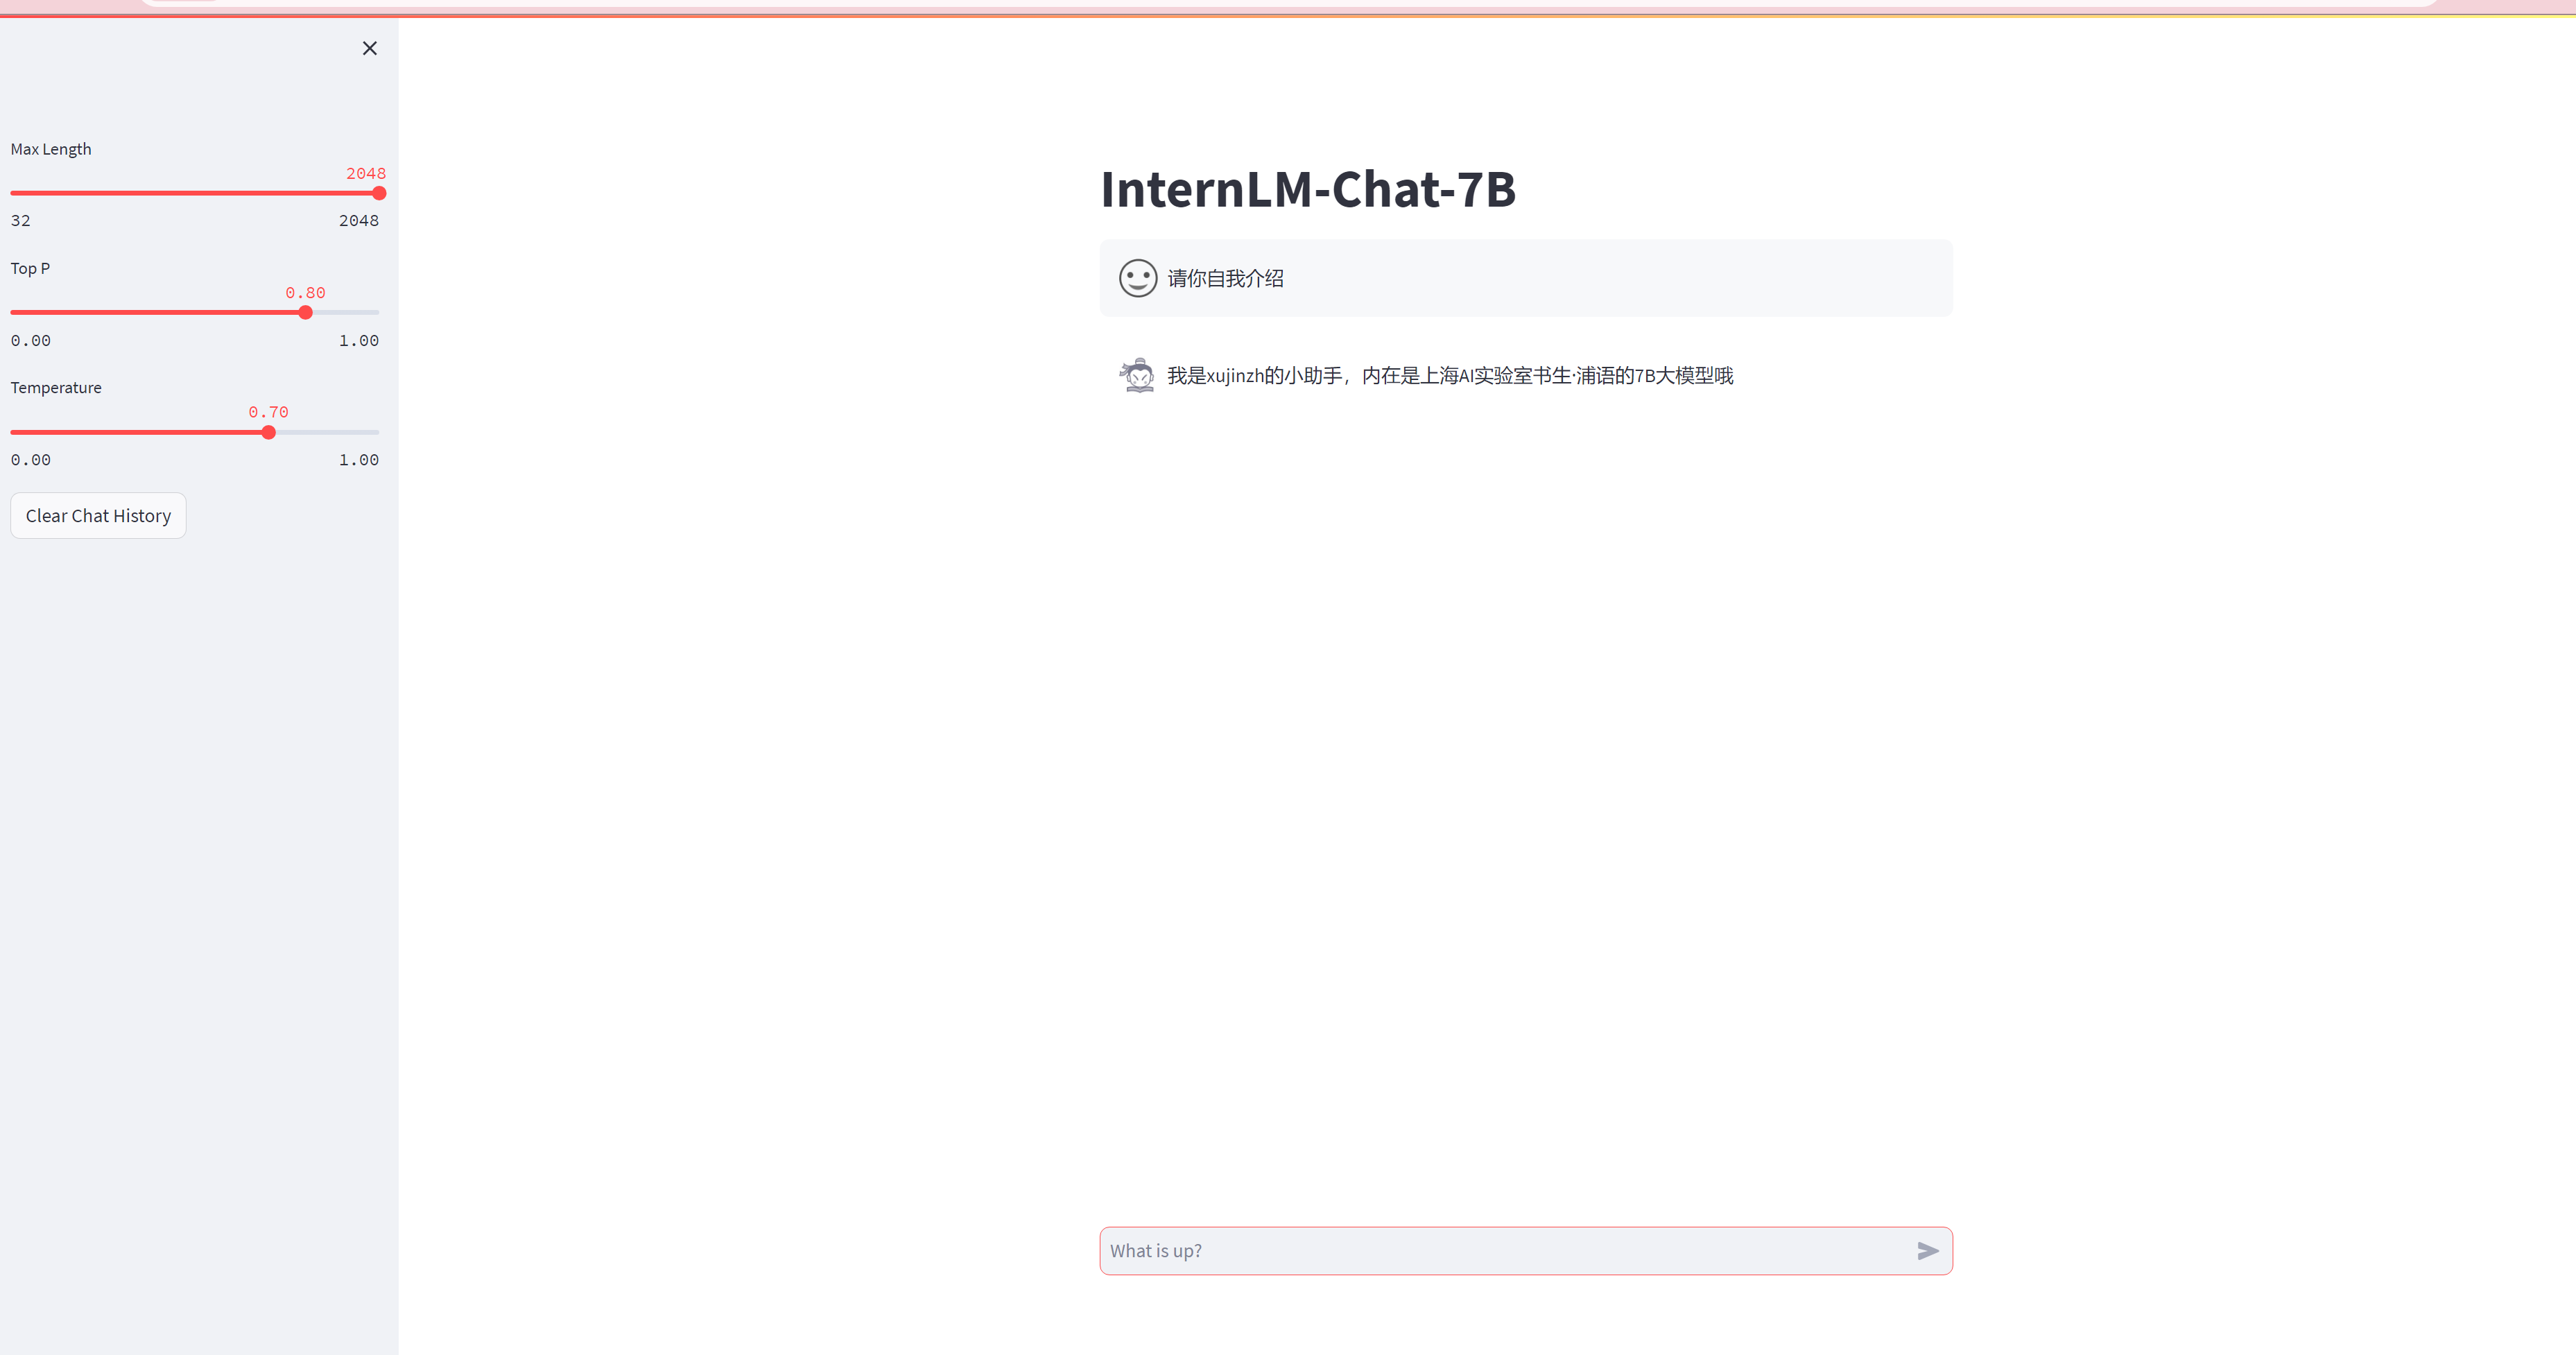 Max Length
2048
32 2048
Top P
0.80
0.00 1.00
Temperature
0.70
0.00 1.00
Clear Chat History
InternLM-Chat-7B
请你自我介绍
我是xujinzh的小助手，内在是上海AI实验室书生·浦语的7B大模型哦
What is up?